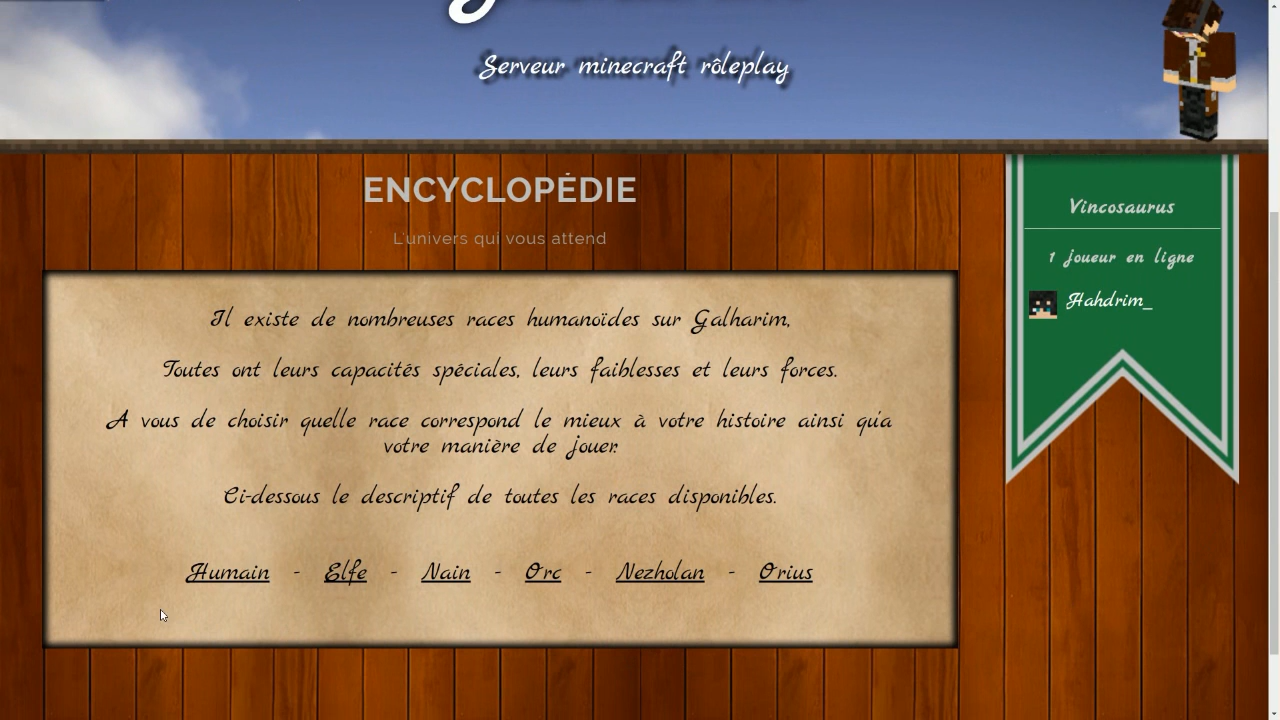 Serveur minecraft rôleplay
ENCYCLOPÉDIE
L'univers qui vous attend
Il existe de nombreuses races humanoïdes sur Galharim,
Toutes ont leurs capacités spéciales, leurs faiblesses et leurs forces.
A vous de choisir quelle race correspond le mieux à votre histoire ainsi qu'a
votre manière de jouer.
Ci-dessous le descriptif de toutes les races disponibles.
Humain - Elfe - Nain - Orc - Nezholan - Orius
Vincosaurus
1 joueur en ligne
Hahdrim_